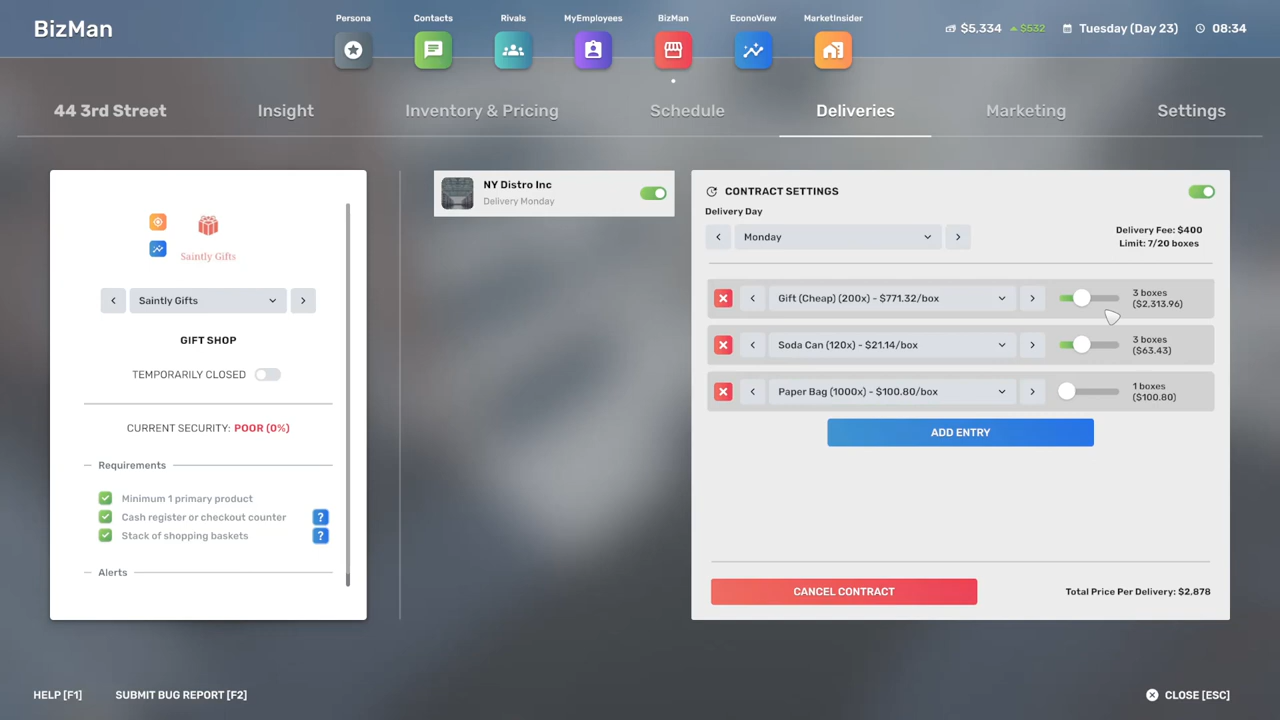 BizMan
Persona
Contacts
Rivals
MyEmployees
BizMan
EconoView
MarketInsider
$5,334
$532
Tuesday (Day 23)
08:34
44 3rd Street
Insight
Inventory & Pricing
Schedule
Deliveries
Marketing
Settings
Saintly Gifts
Saintly Gifts
GIFT SHOP
TEMPORARILY CLOSED
CURRENT SECURITY: POOR (0%)
Requirements
Minimum 1 primary product
Cash register or checkout counter
?
Stack of shopping baskets
?
Alerts
NY Distro Inc
Delivery Monday
CONTRACT SETTINGS
Delivery Day
Monday
Delivery Fee: $400
Limit: 7/20 boxes
Gift (Cheap) (200x) - $771.32/box
3 boxes
($2,313.96)
Soda Can (120x) - $21.14/box
3 boxes
($63.43)
Paper Bag (1000x) - $100.80/box
1 boxes
($100.80)
ADD ENTRY
CANCEL CONTRACT
Total Price Per Delivery: $2,878
HELP [F1]
SUBMIT BUG REPORT [F2]
CLOSE [ESC]